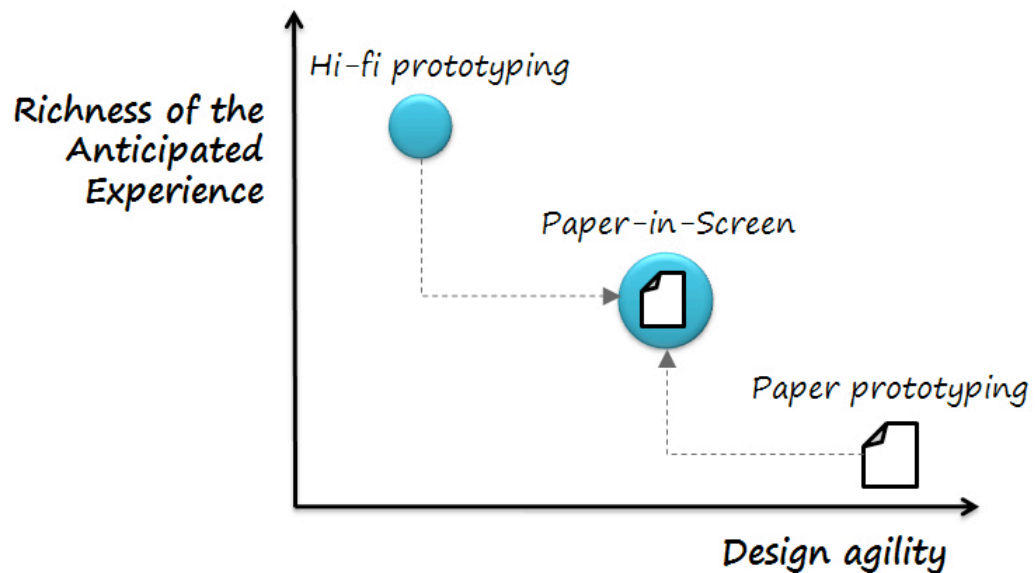 Hi-fi prototyping
Richness of the
Anticipated
Experience
Paper-in-Screen
Paper prototyping
Design agility